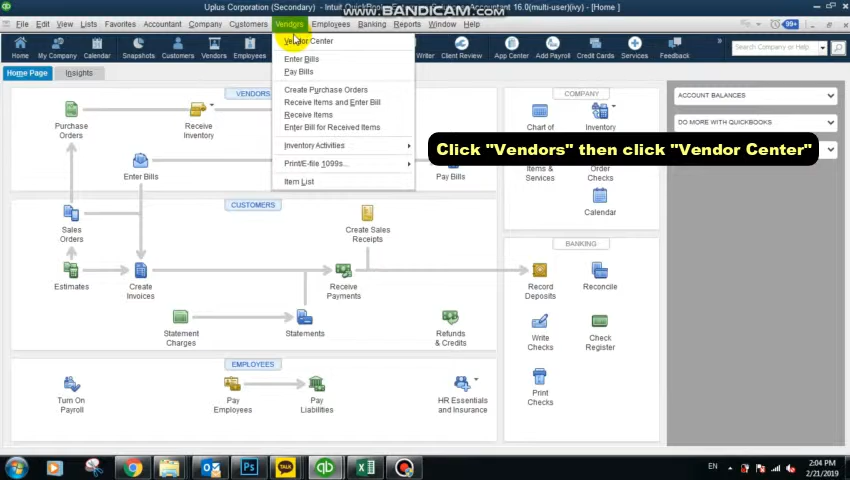 Uplus Corporation (Secondary) - Intuit Quick
Accountant 16.0(multi-user)(ivy) - [Home ]
WWW.BANDICAM.COM
File Edit View Lists Favorites Accountant Company Customers Vendors Employees Banking Reports Window Help
99+
Home My Company Calendar Snapshots Customers Vendors Employees
Writer Client Review App Center Add Payroll Credit Cards Services Feedback
Search Company or Help
Home Page Insights
Vendor Center
Enter Bills
Pay Bills
Create Purchase Orders
Receive Items and Enter Bill
Receive Items
Enter Bill for Received Items
Inventory Activities
Print/E-file 1099s...
Item List
Click "Vendors" then click "Vendor Center"
VENDORS
Purchase
Orders
Receive
Inventory
Enter Bills
Pay Bills
CUSTOMERS
Sales
Orders
Create Sales
Receipts
Estimates
Create
Invoices
Receive
Payments
Statement
Charges
Statements
Refunds
& Credits
EMPLOYEES
Turn On
Payroll
Pay
Employees
Pay
Liabilities
HR Essentials
and Insurance
COMPANY
Chart of
Inventory
Items &
Services
Order
Checks
Calendar
BANKING
Record
Deposits
Reconcile
Write
Checks
Check
Register
Print
Checks
ACCOUNT BALANCES
DO MORE WITH QUICKBOOKS
Ps
TALK
qb
EN
2:04 PM
2/21/2019